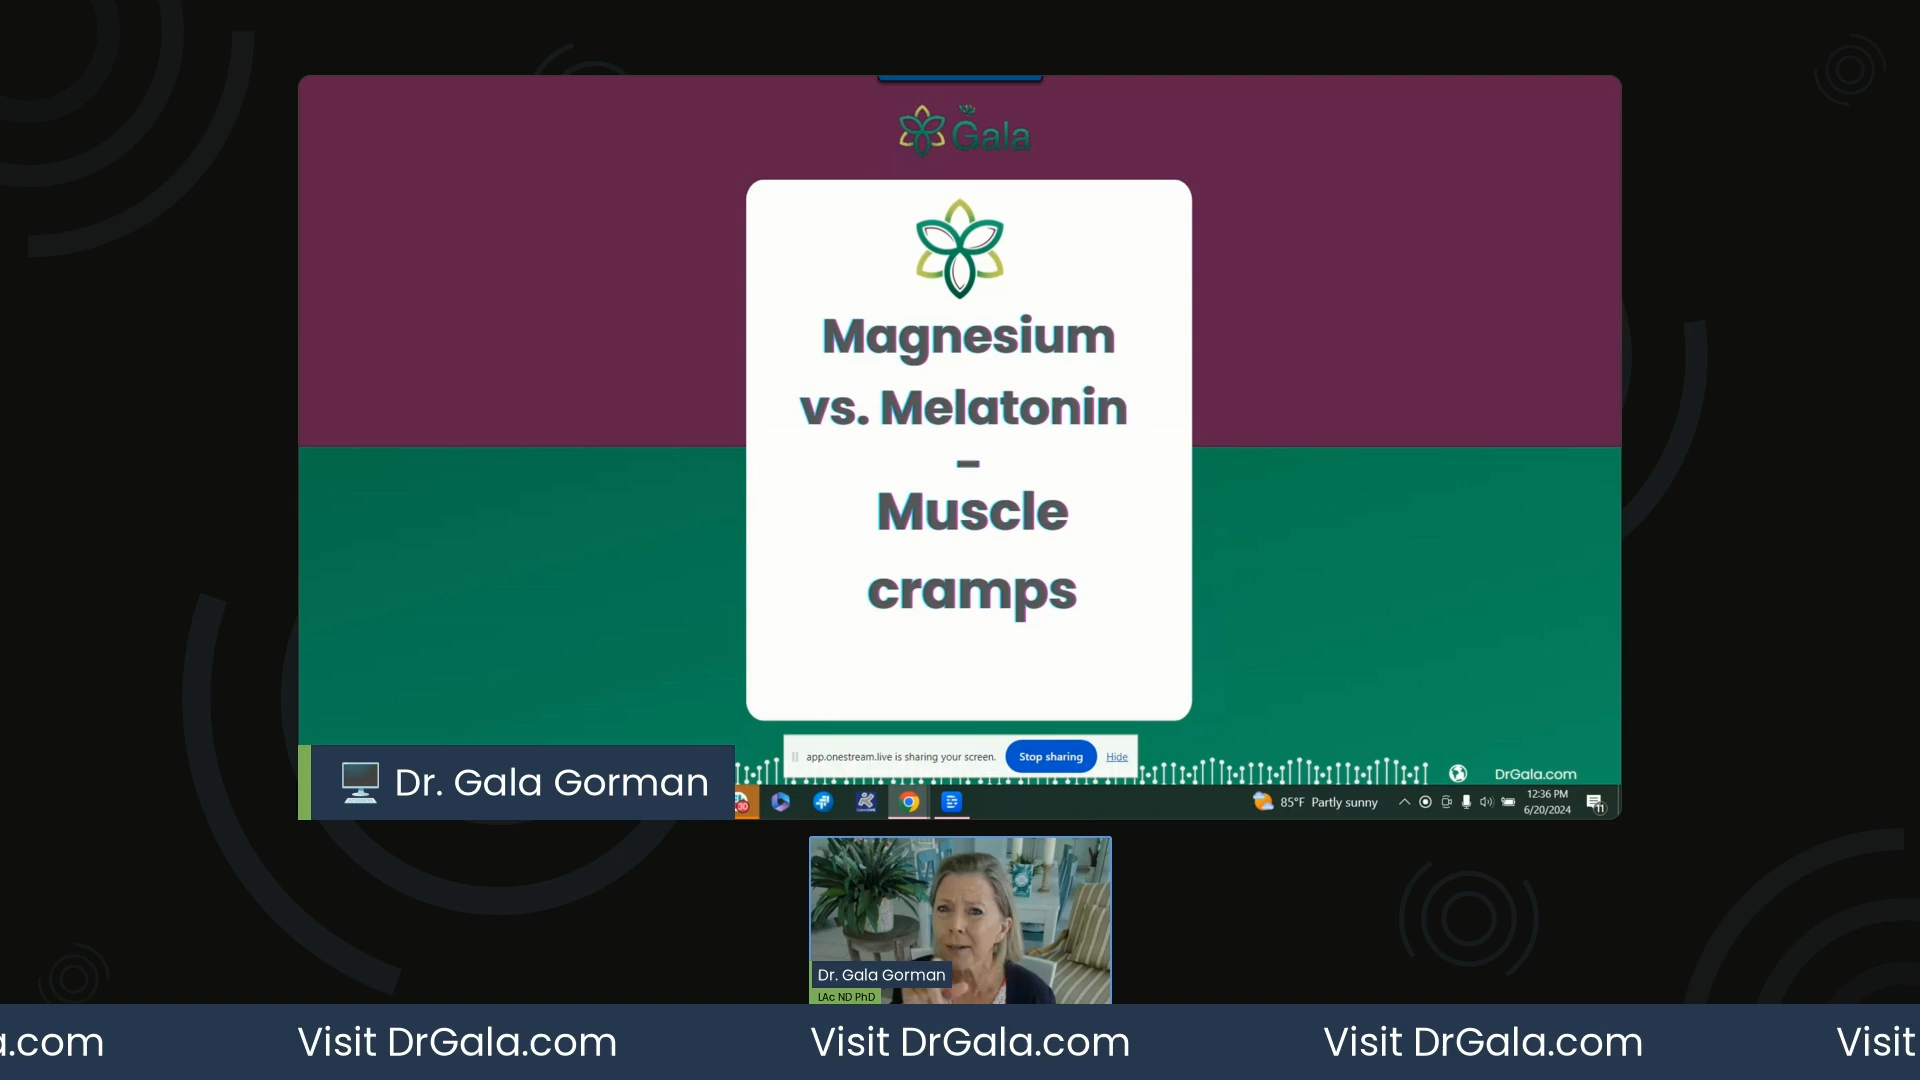 Gala
Magnesium
vs. Melatonin
-
Muscle
cramps
app.onestream.live is sharing your screen.
Stop sharing
Hide
DrGala.com
Dr. Gala Gorman
30
85°F Partly sunny
12:36 PM
6/20/2024
11
Dr. Gala Gorman
LAc ND PhD
a.com Visit DrGala.com Visit DrGala.com Visit DrGala.com Visit